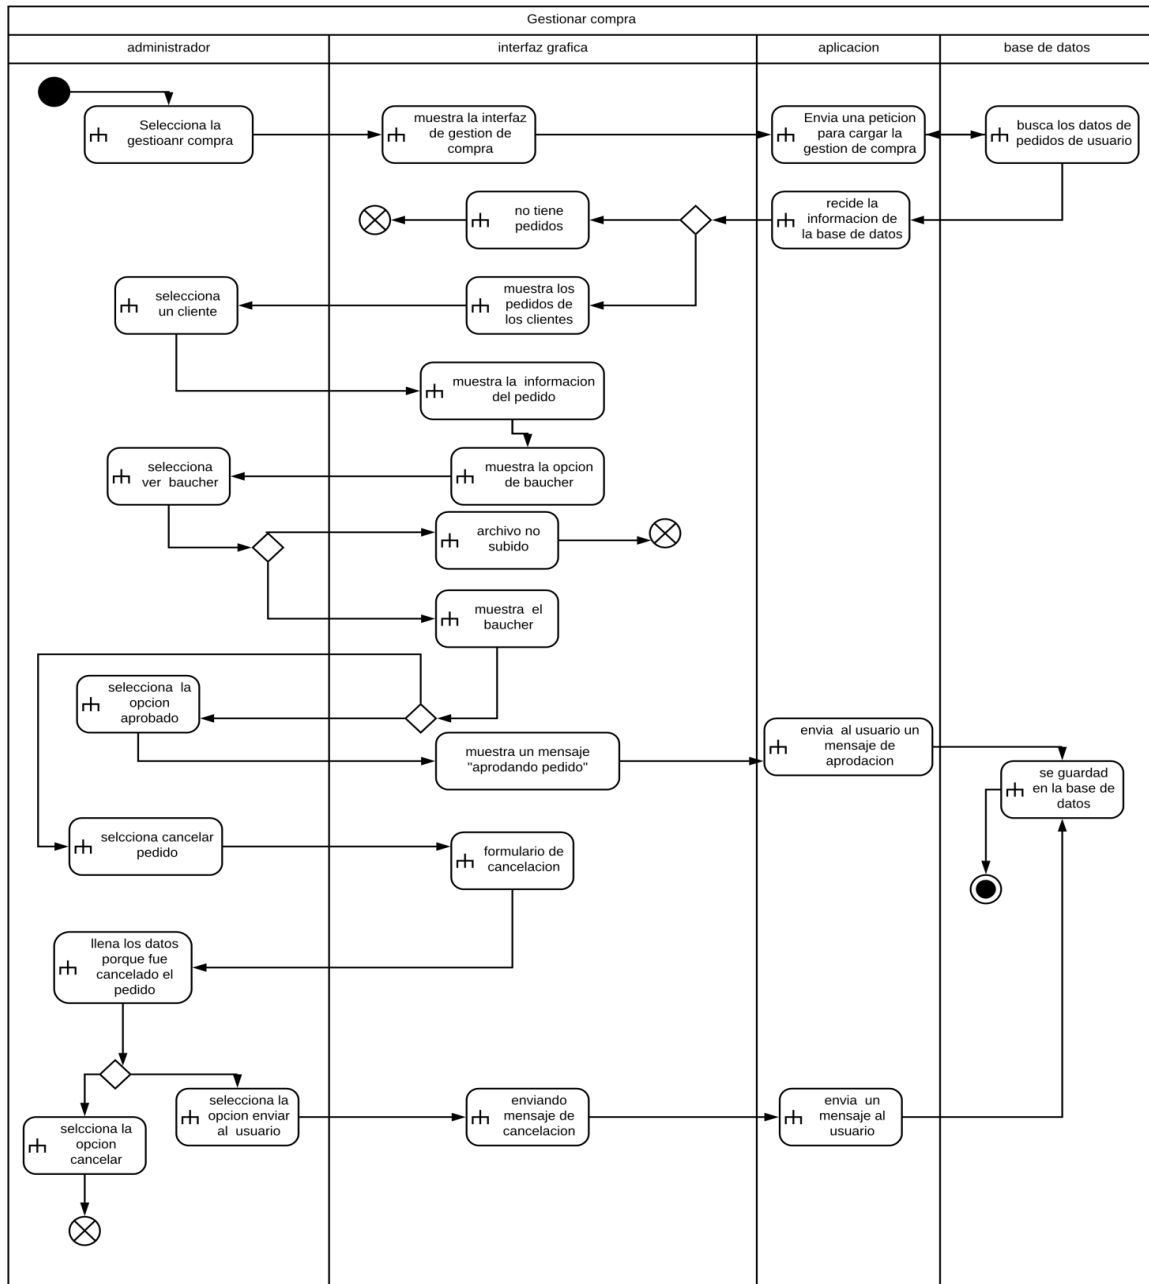 Gestionar compra
administrador
interfaz grafica
aplicacion
base de datos
Selecciona la
gestioanr compra
muestra la interfaz
de gestion de
compra
Envia una peticion
para cargar la
gestion de compra
busca los datos de
pedidos de usuario
no tiene
pedidos
recide la
informacion de
la base de datos
selecciona
un cliente
muestra los
pedidos de
los clientes
muestra la informacion
del pedido
selecciona
ver baucher
muestra la opcion
de baucher
archivo no
subido
muestra el
baucher
selecciona la
opcion
aprobado
muestra un mensaje
"aprodando pedido"
envia al usuario un
mensaje de
aprodacion
se guardad
en la base de
datos
selcciona cancelar
pedido
formulario de
cancelacion
llena los datos
porque fue
cancelado el
pedido
selcciona la
opcion
cancelar
selecciona la
opcion enviar
al usuario
enviando
mensaje de
cancelacion
envia un
mensaje al
usuario